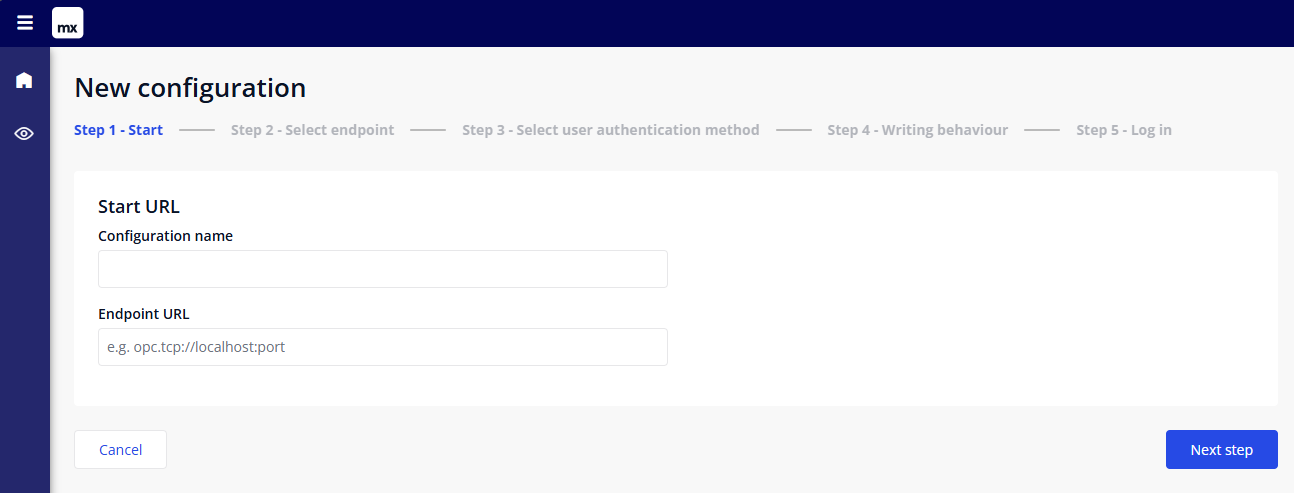 mx
New configuration
Step 1 - Start Step 2 - Select endpoint Step 3 - Select user authentication method Step 4 - Writing behaviour Step 5 - Log in
Start URL
Configuration name
Endpoint URL
e.g. opc.tcp://localhost:port
Cancel Next step